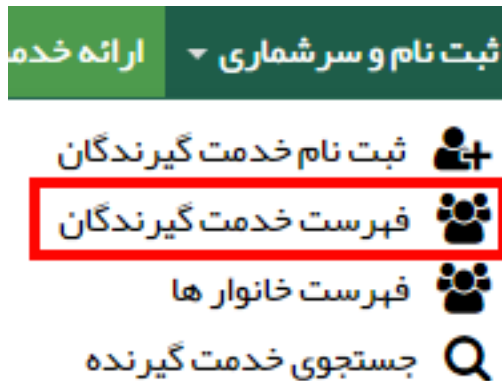 ثبت نام و سرشماری ارائه خدم
ثبت نام خدمت گیرندگان
فهرست خدمت گیرندگان
فهرست خانوار ها
جستجوی خدمت گیرنده